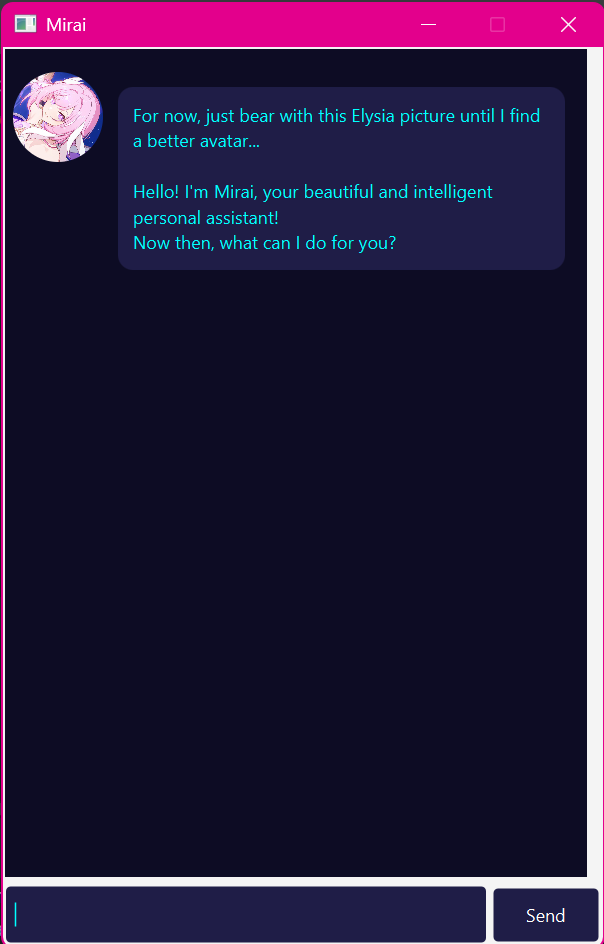 Mirai
For now, just bear with this Elysia picture until I find
a better avatar...
Hello! I'm Mirai, your beautiful and intelligent
personal assistant!
Now then, what can I do for you?
Send